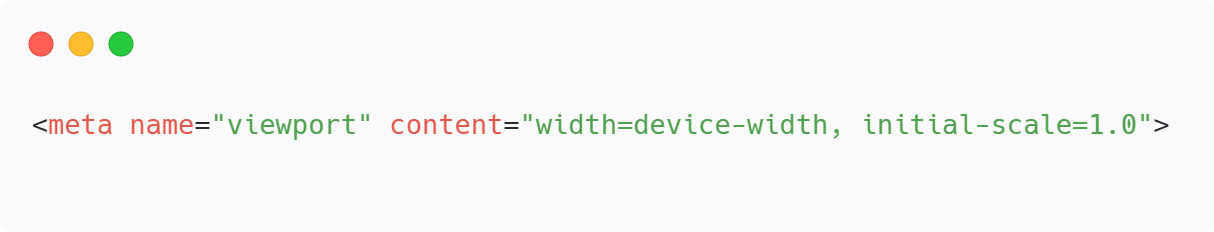 <meta name="viewport" content="width=device-width, initial-scale=1.0">